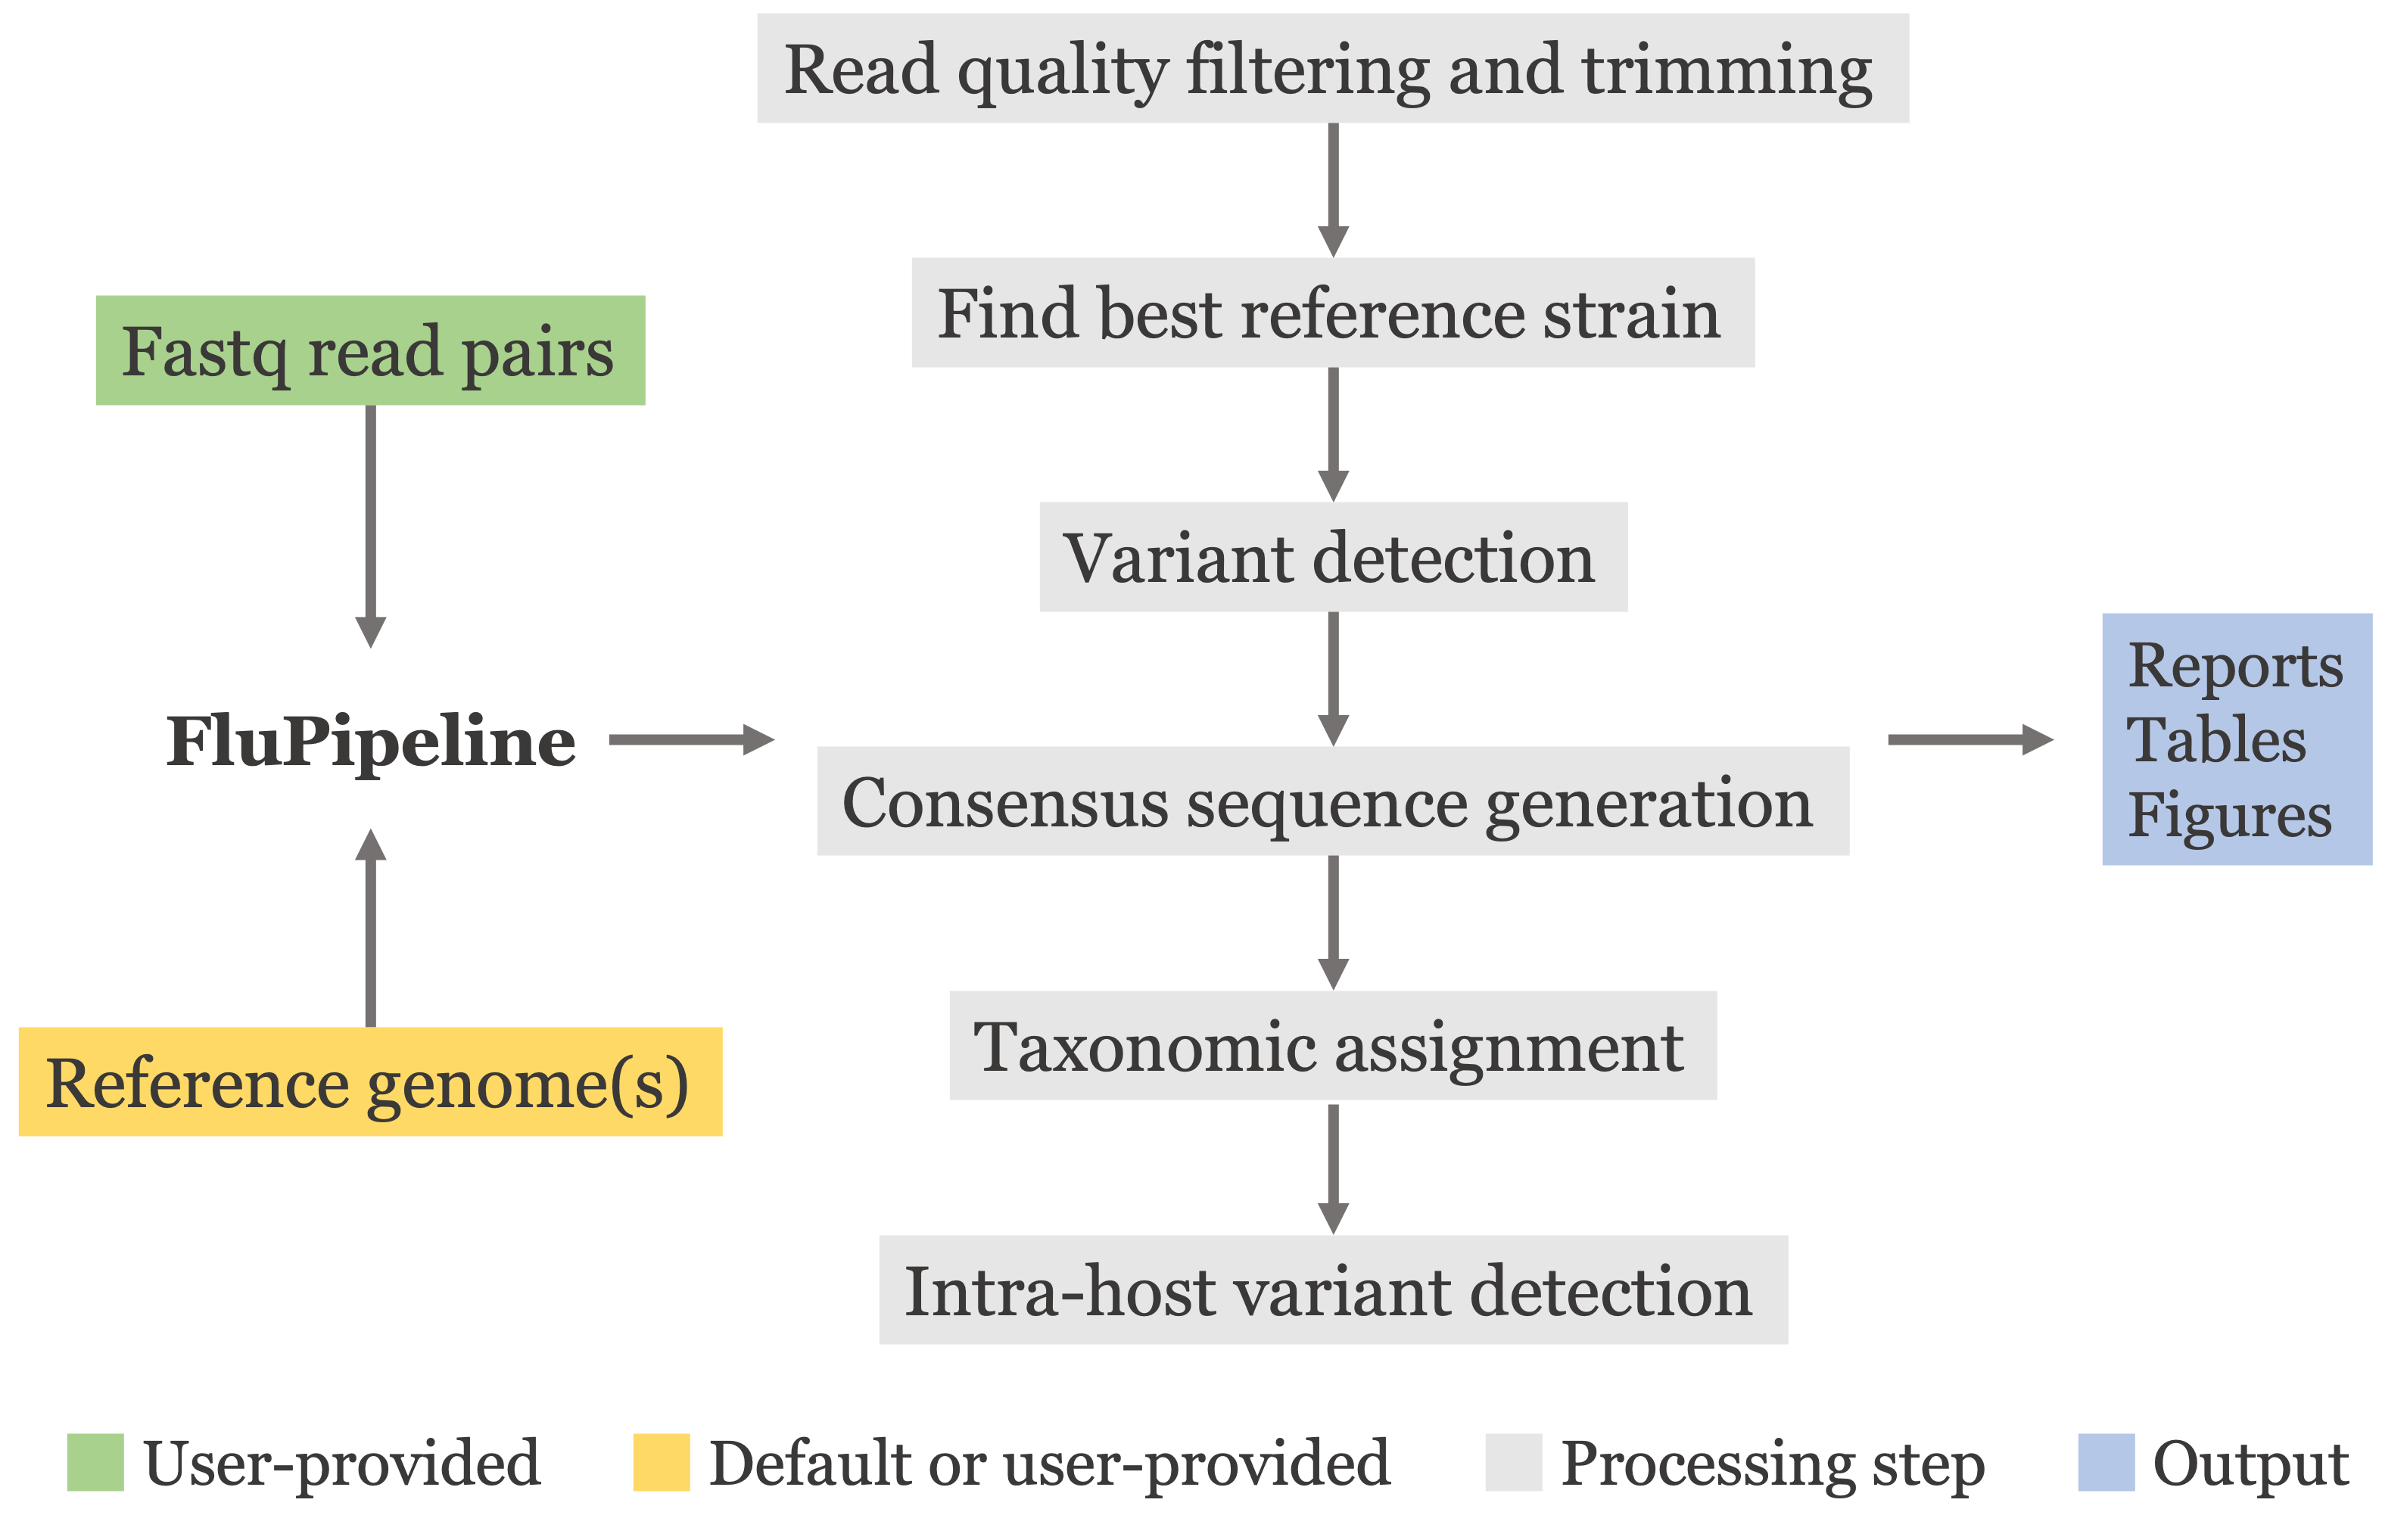 Read quality filtering and trimming
Find best reference strain
Fastq read pairs
Variant detection
FluPipeline
Consensus sequence generation
Reports
Tables
Figures
Reference genome(s)
Taxonomic assignment
Intra-host variant detection
User-provided
Default or user-provided
Processing step
Output